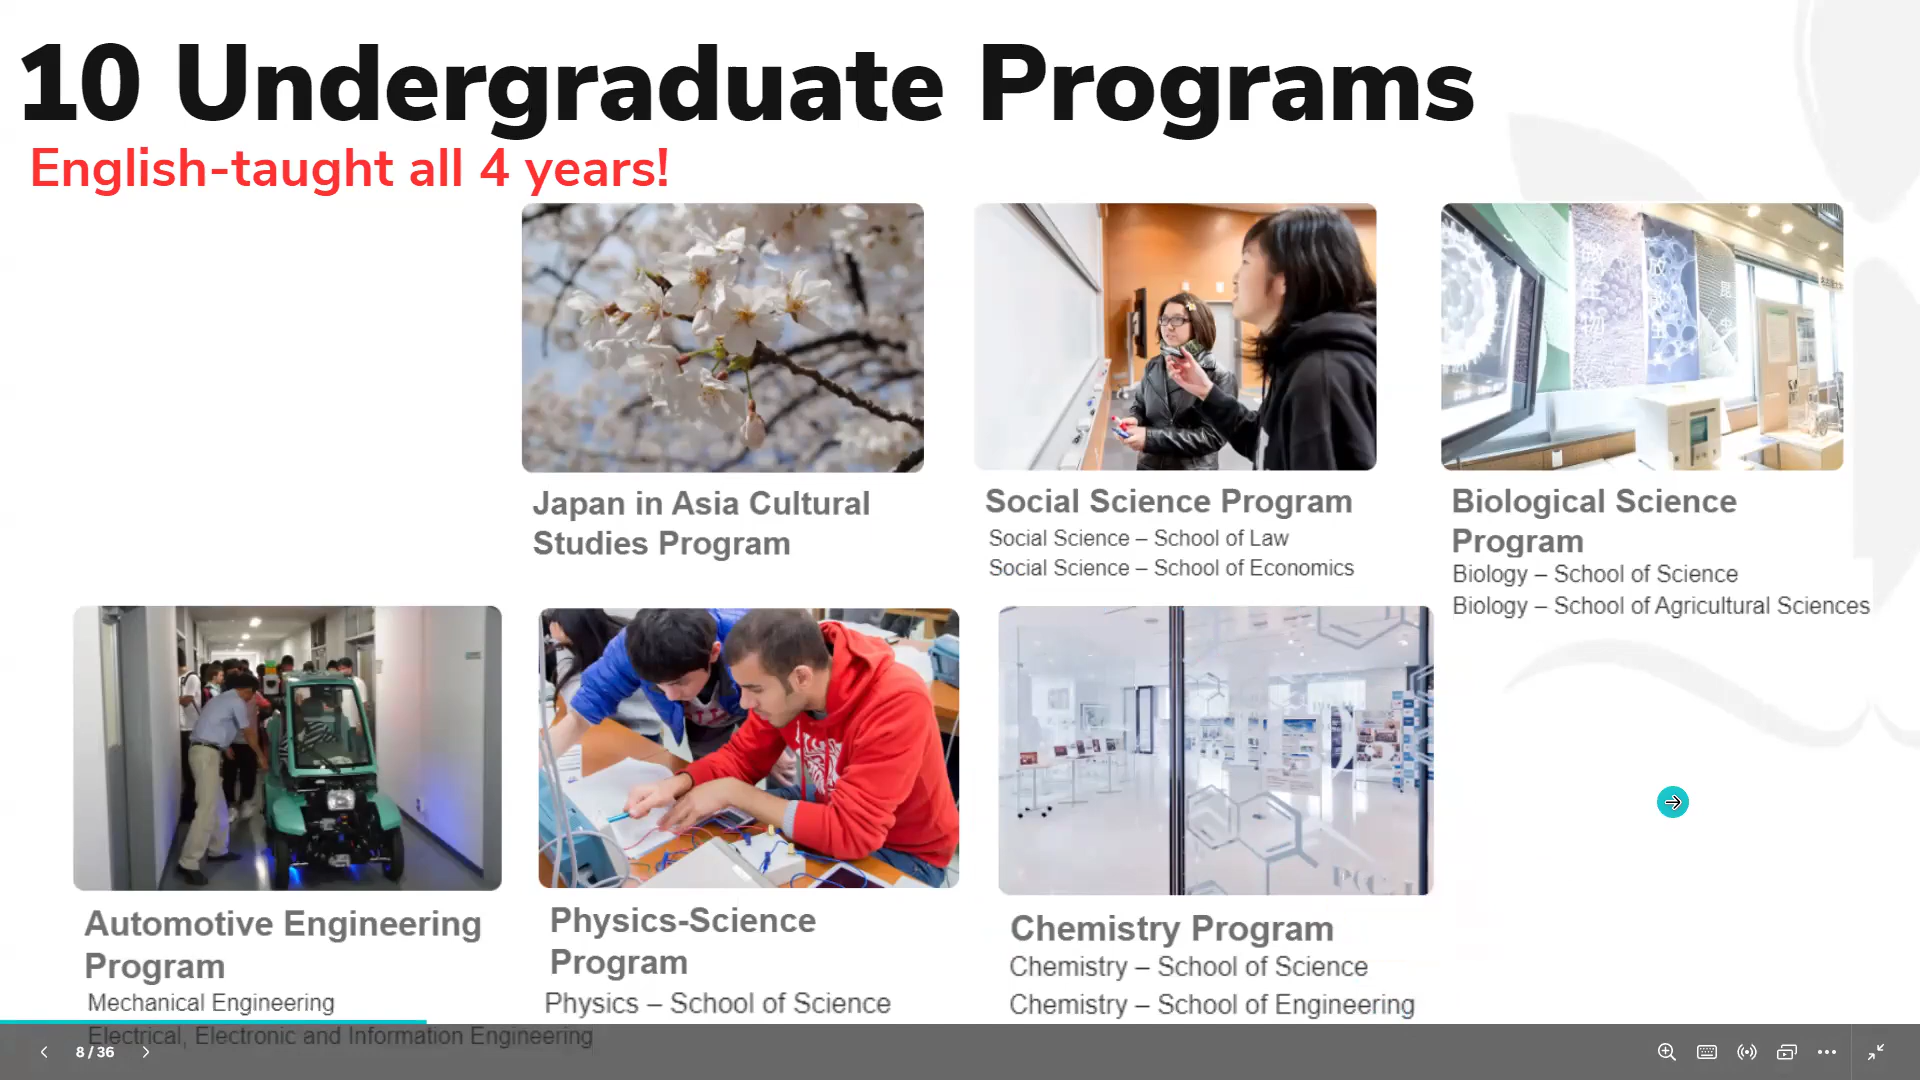 10 Undergraduate Programs
English-taught all 4 years!
Japan in Asia Cultural
Studies Program
Social Science Program
Social Science – School of Law
Social Science – School of Economics
Biological Science
Program
Biology – School of Science
Biology – School of Agricultural Sciences
Automotive Engineering
Program
Mechanical Engineering
Electrical, Electronic and Information Engineering
Physics-Science
Program
Physics – School of Science
Chemistry Program
Chemistry – School of Science
Chemistry – School of Engineering
8 / 36